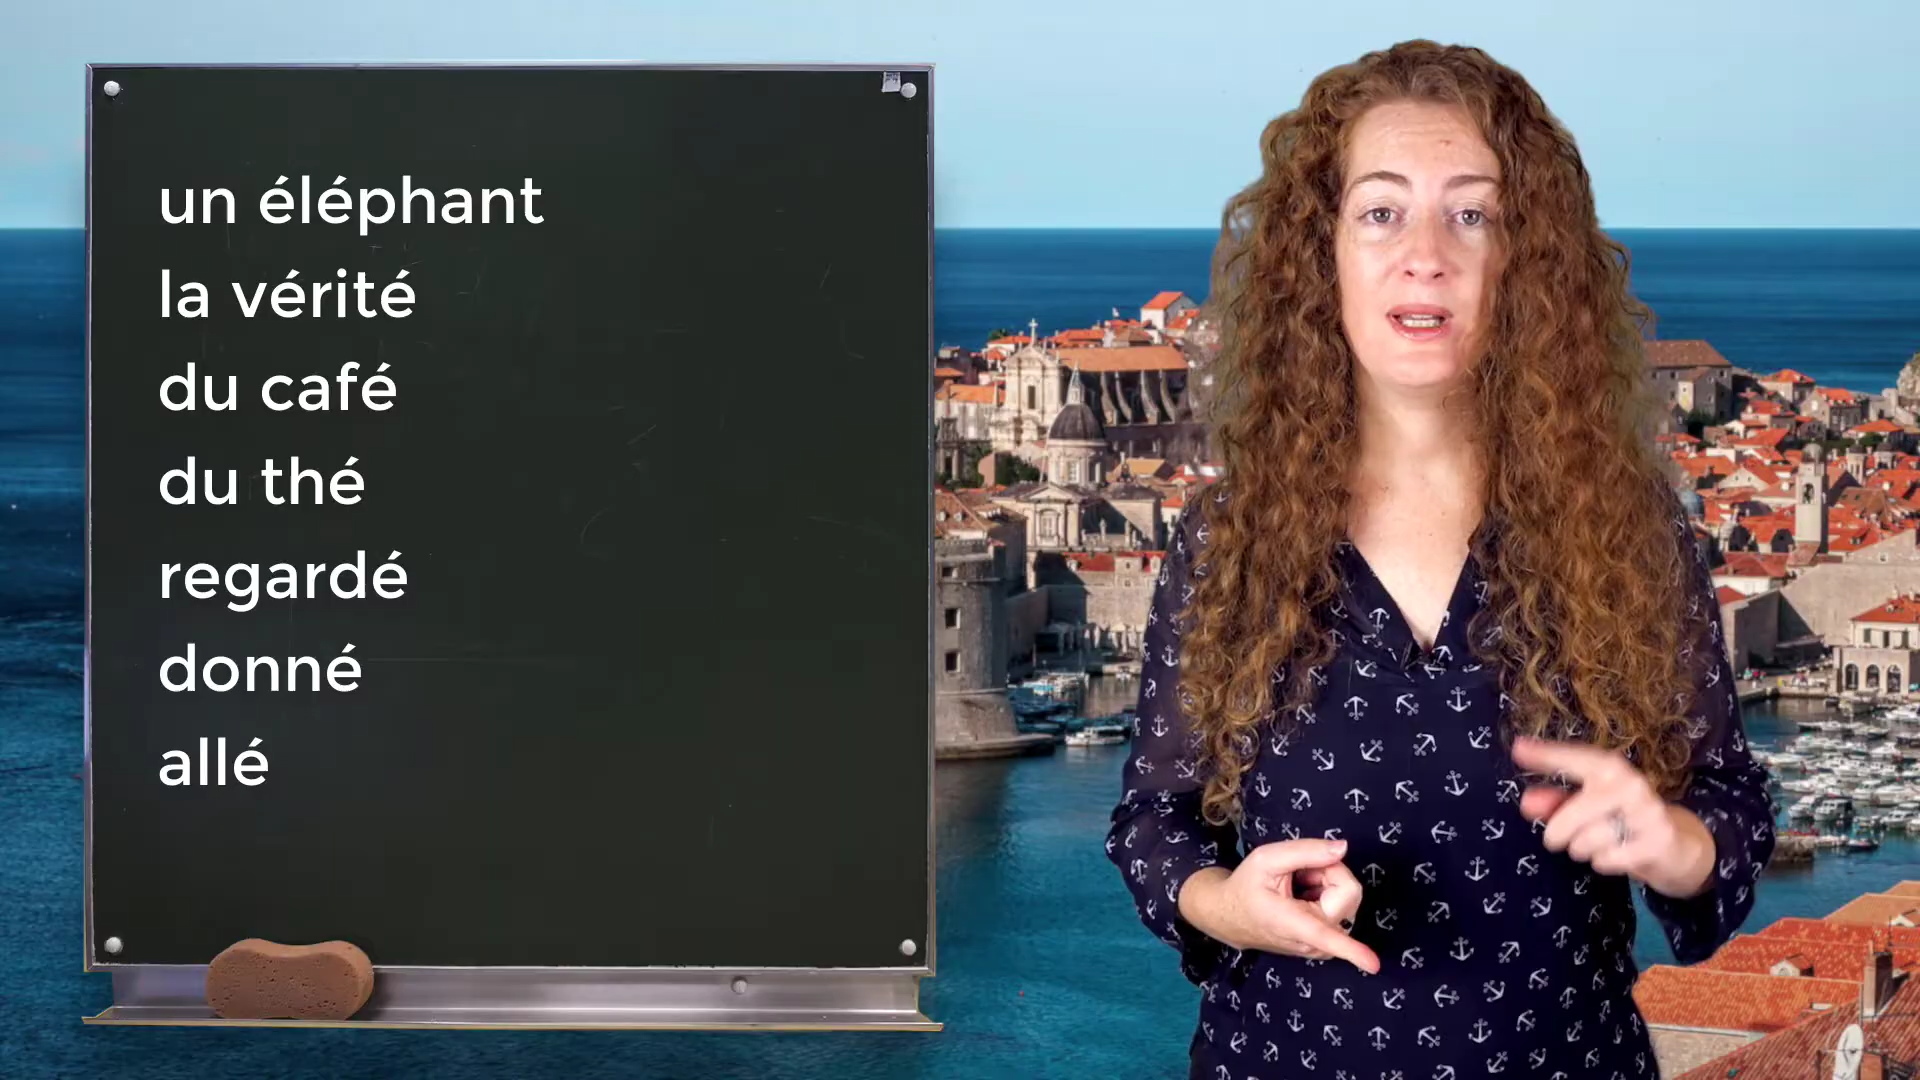 un éléphant
la vérité
du café
du thé
regardé
donné
allé